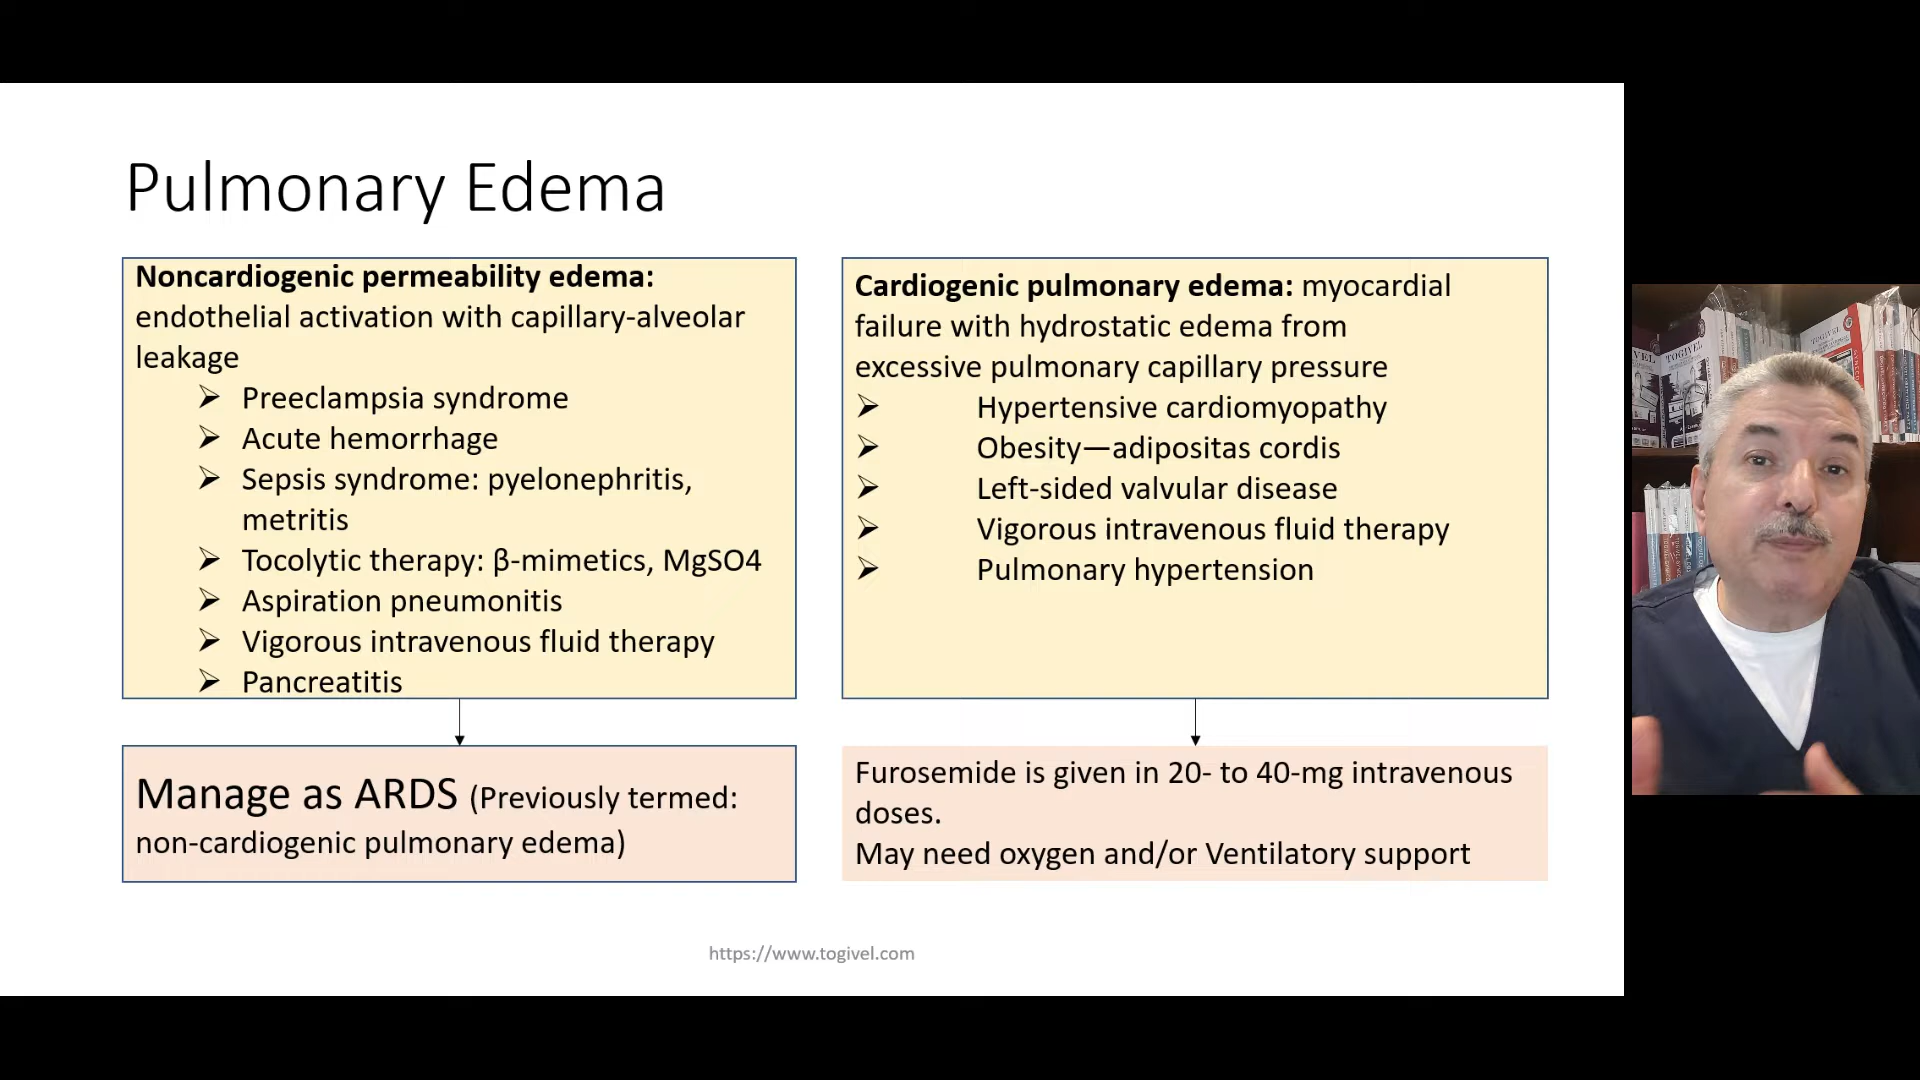 Pulmonary Edema
Noncardiogenic permeability edema:
endothelial activation with capillary-alveolar
leakage
➢ Preeclampsia syndrome
➢ Acute hemorrhage
➢ Sepsis syndrome: pyelonephritis,
metritis
➢ Tocolytic therapy: β-mimetics, MgSO4
➢ Aspiration pneumonitis
➢ Vigorous intravenous fluid therapy
➢ Pancreatitis
Manage as ARDS (Previously termed:
non-cardiogenic pulmonary edema)
Cardiogenic pulmonary edema: myocardial
failure with hydrostatic edema from
excessive pulmonary capillary pressure
➢ Hypertensive cardiomyopathy
➢ Obesity—adipositas cordis
➢ Left-sided valvular disease
➢ Vigorous intravenous fluid therapy
➢ Pulmonary hypertension
Furosemide is given in 20- to 40-mg intravenous
doses.
May need oxygen and/or Ventilatory support
https://www.togivel.com
TOGIVEL